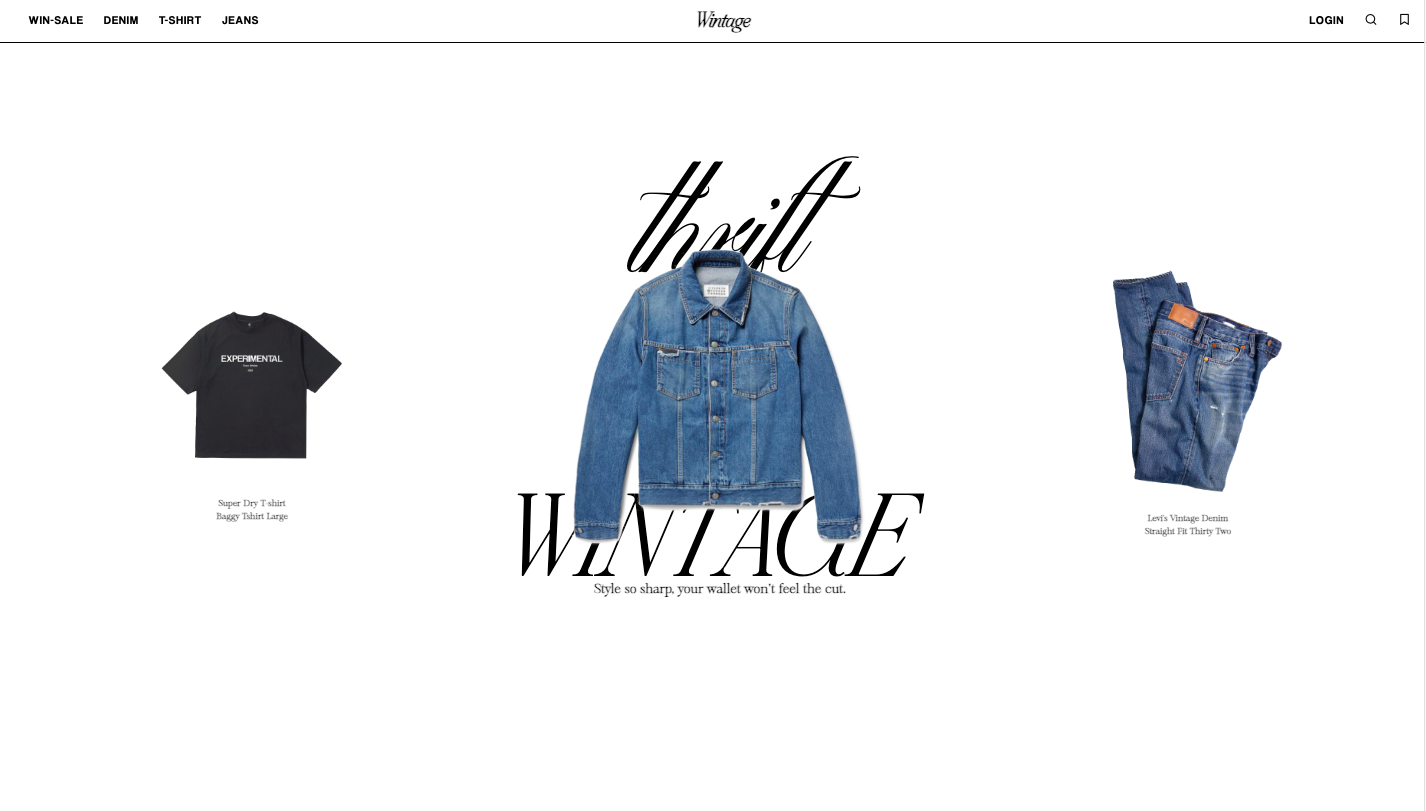 WIN-SALE DENIM T-SHIRT JEANS
Wintage
LOGIN
thrift
EXPERIMENTAL
Super Dry T-shirt
Baggy Tshirt Large
Levi's Vintage Denim
Straight Fit Thirty Two
WINTAGE
Style so sharp, your wallet won't feel the cut.